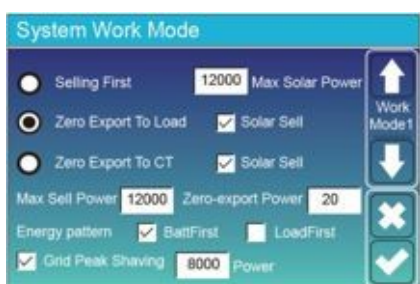 System Work Mode
Selling First 12000 Max Solar Power
Zero Export To Load Solar Sell
Work Mode1
Zero Export To CT Solar Sell
Max Sell Power 12000 Zero-export Power 20
Energy pattern BattFirst LoadFirst
Grid Peak Shaving 8000 Power